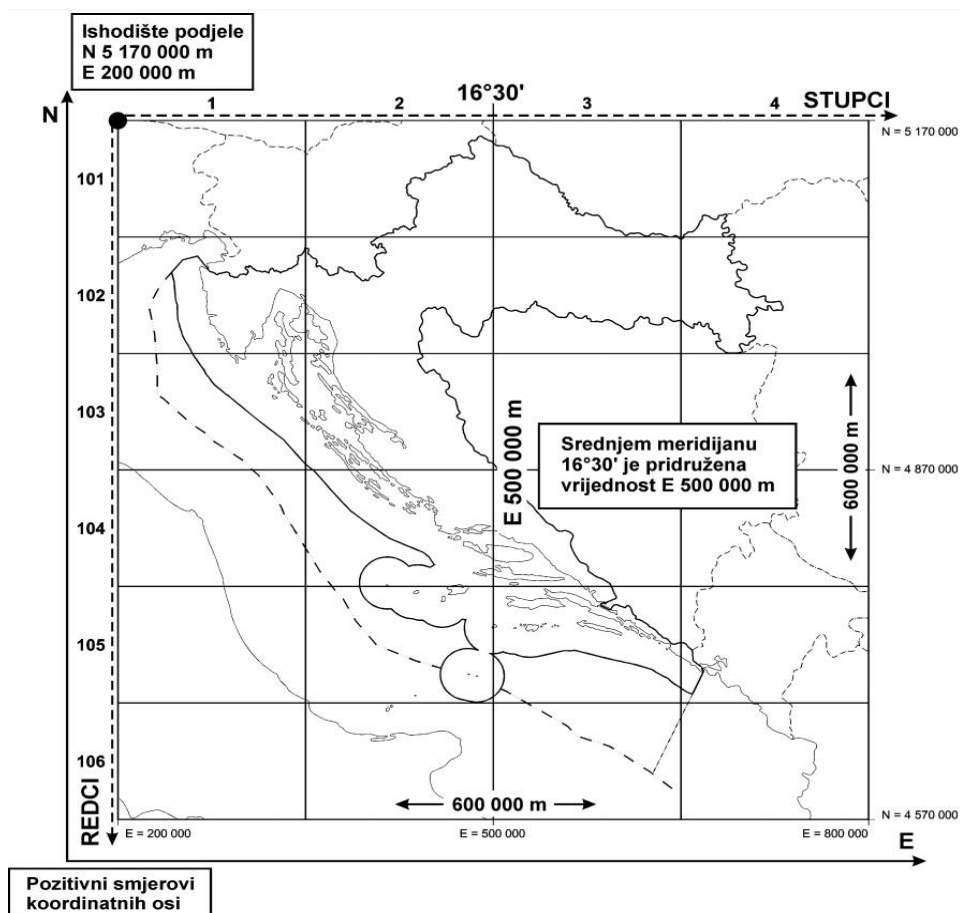 Ishodište podjele
N 5 170 000 m
E 200 000 m
N
1
2
16°30'
3
4
STUPCI
N = 5 170 000
101
102
103
E 500 000 m
Srednjem meridijanu
16°30' je pridružena
vrijednost E 500 000 m
600 000 m
N = 4 870 000
104
105
106
REDCI
600 000 m
N = 4 570 000
E = 200 000
E = 500 000
E = 800 000
E
Pozitivni smjerovi
koordinatnih osi